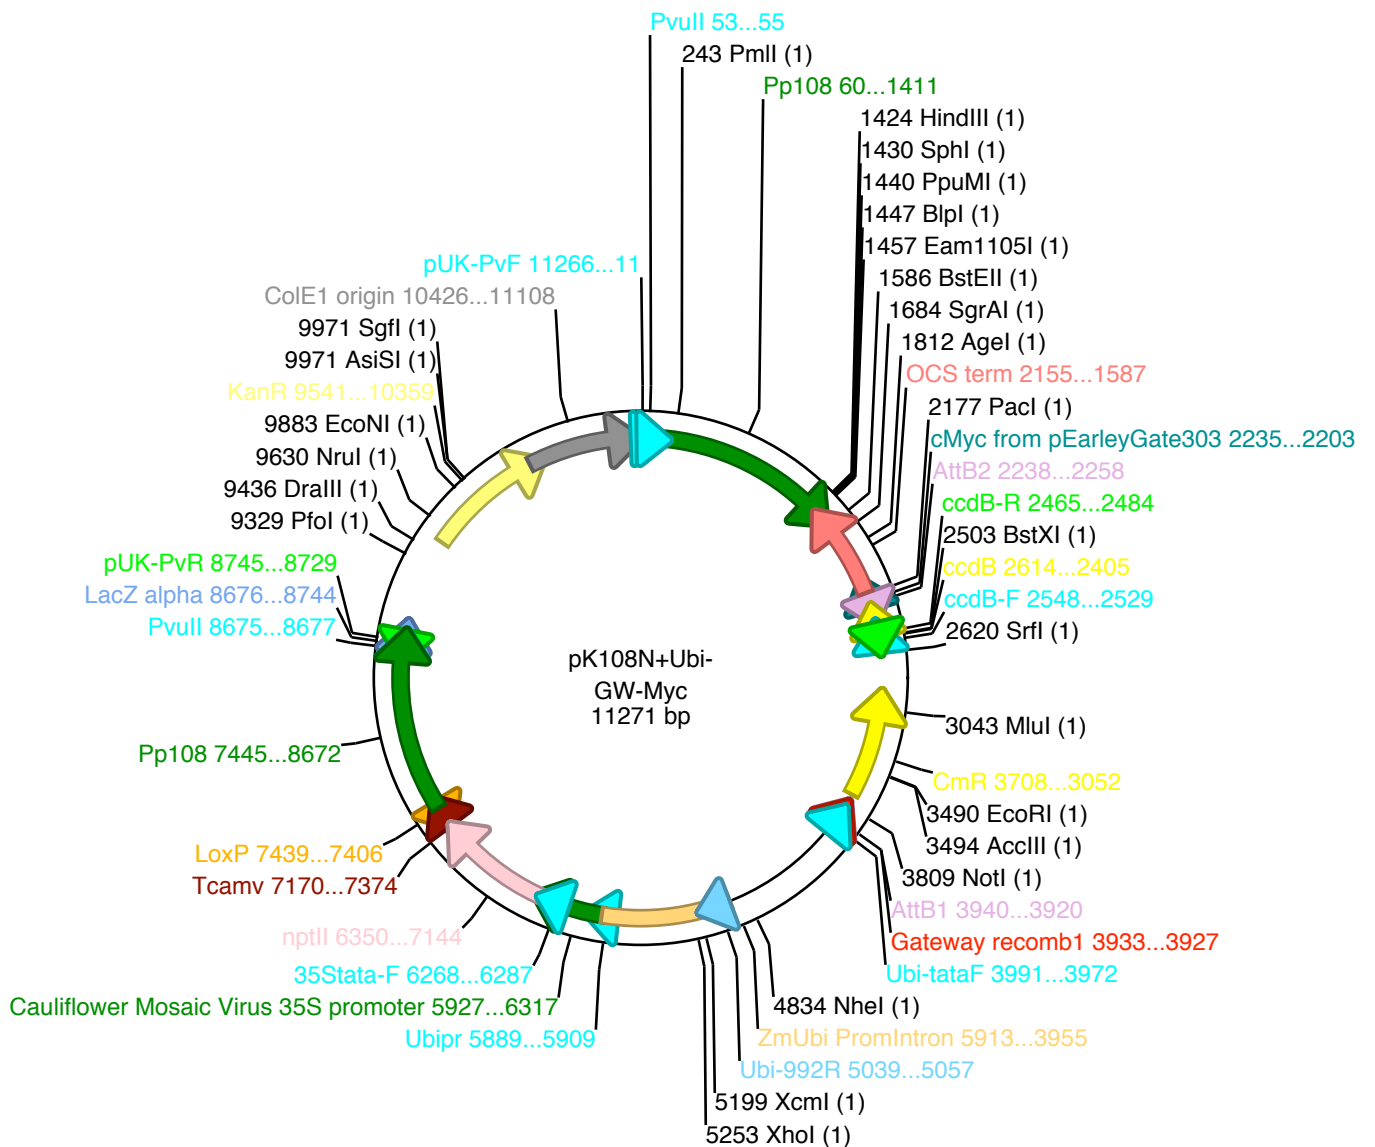 PvuII 53...55
243 PmlI (1)
Pp108 60...1411
1424 HindIII (1)
1430 SphI (1)
1440 PpuMI (1)
1447 BlpI (1)
1457 Eam1105I (1)
1586 BstEII (1)
1684 SgrAI (1)
1812 AgeI (1)
OCS term 2155...1587
2177 PacI (1)
cMyc from pEarleyGate303 2235...2203
AttB2 2238...2258
ccdB-R 2465...2484
2503 BstXI (1)
ccdB 2614...2405
ccdB-F 2548...2529
2620 SrfI (1)
3043 MluI (1)
CmR 3708...3052
3490 EcoRI (1)
3494 AccIII (1)
3809 NotI (1)
AttB1 3940...3920
Gateway recomb1 3933...3927
Ubi-tataF 3991...3972
4834 NheI (1)
ZmUbi PromIntron 5913...3955
Ubi-992R 5039...5057
5199 XcmI (1)
5253 XhoI (1)
Ubipr 5889...5909
Cauliflower Mosaic Virus 35S promoter 5927...6317
35Stata-F 6268...6287
nptII 6350...7144
Tcamv 7170...7374
LoxP 7439...7406
Pp108 7445...8672
PvuII 8675...8677
LacZ alpha 8676...8744
pUK-PvR 8745...8729
9329 PfoI (1)
9436 DraIII (1)
9630 NruI (1)
9883 EcoNI (1)
KanR 9541...10359
9971 AsiSI (1)
9971 SgfI (1)
ColE1 origin 10426...11108
pUK-PvF 11266...11
pK108N+Ubi-
GW-Myc
11271 bp